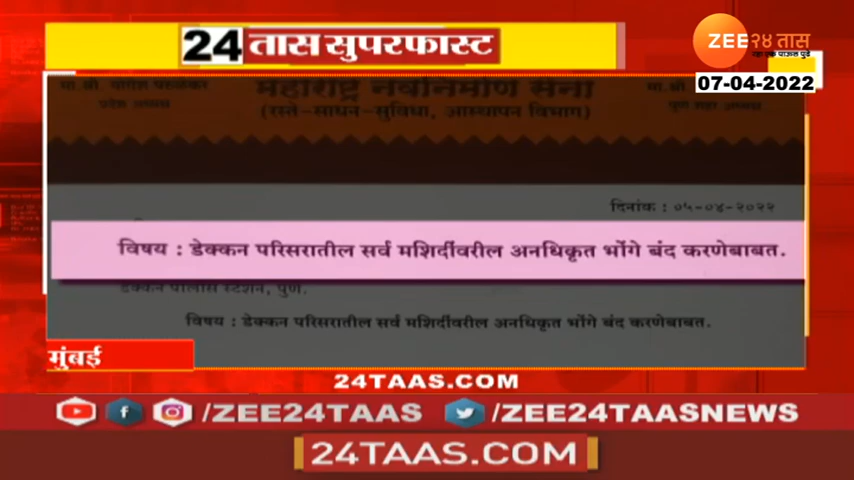 24 तास सुपरफास्ट
ZEE २४ तास
07-04-2022
महाराष्ट्र नवनिर्माण सेना
(रस्ते-साधन-सुविधा, आस्थापन विभाग)
दिनांक : ०५-०४-२०२२
विषय : डेक्कन परिसरातील सर्व मशिदींवरील अनधिकृत भोंगे बंद करणेबाबत.
डेक्कन पोलीस स्टेशन, पुणे.
विषय : डेक्कन परिसरातील सर्व मशिदींवरील अनधिकृत भोंगे बंद करणेबाबत.
मुंबई
24TAAS.COM
/ZEE24TAAS /ZEE24TAASNEWS
24TAAS.COM